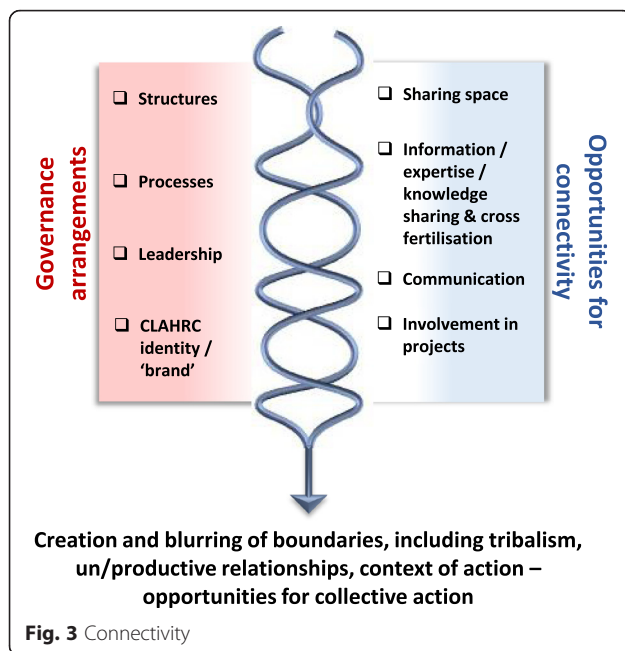 Governance
arrangements
❑ Structures
❑ Processes
❑ Leadership
❑ CLAHRC
identity /
‘brand’
❑ Sharing space
❑ Information /
expertise /
knowledge
sharing & cross
fertilisation
❑ Communication
❑ Involvement in
projects
Opportunities for
connectivity
Creation and blurring of boundaries, including tribalism,
un/productive relationships, context of action –
opportunities for collective action
Fig. 3 Connectivity